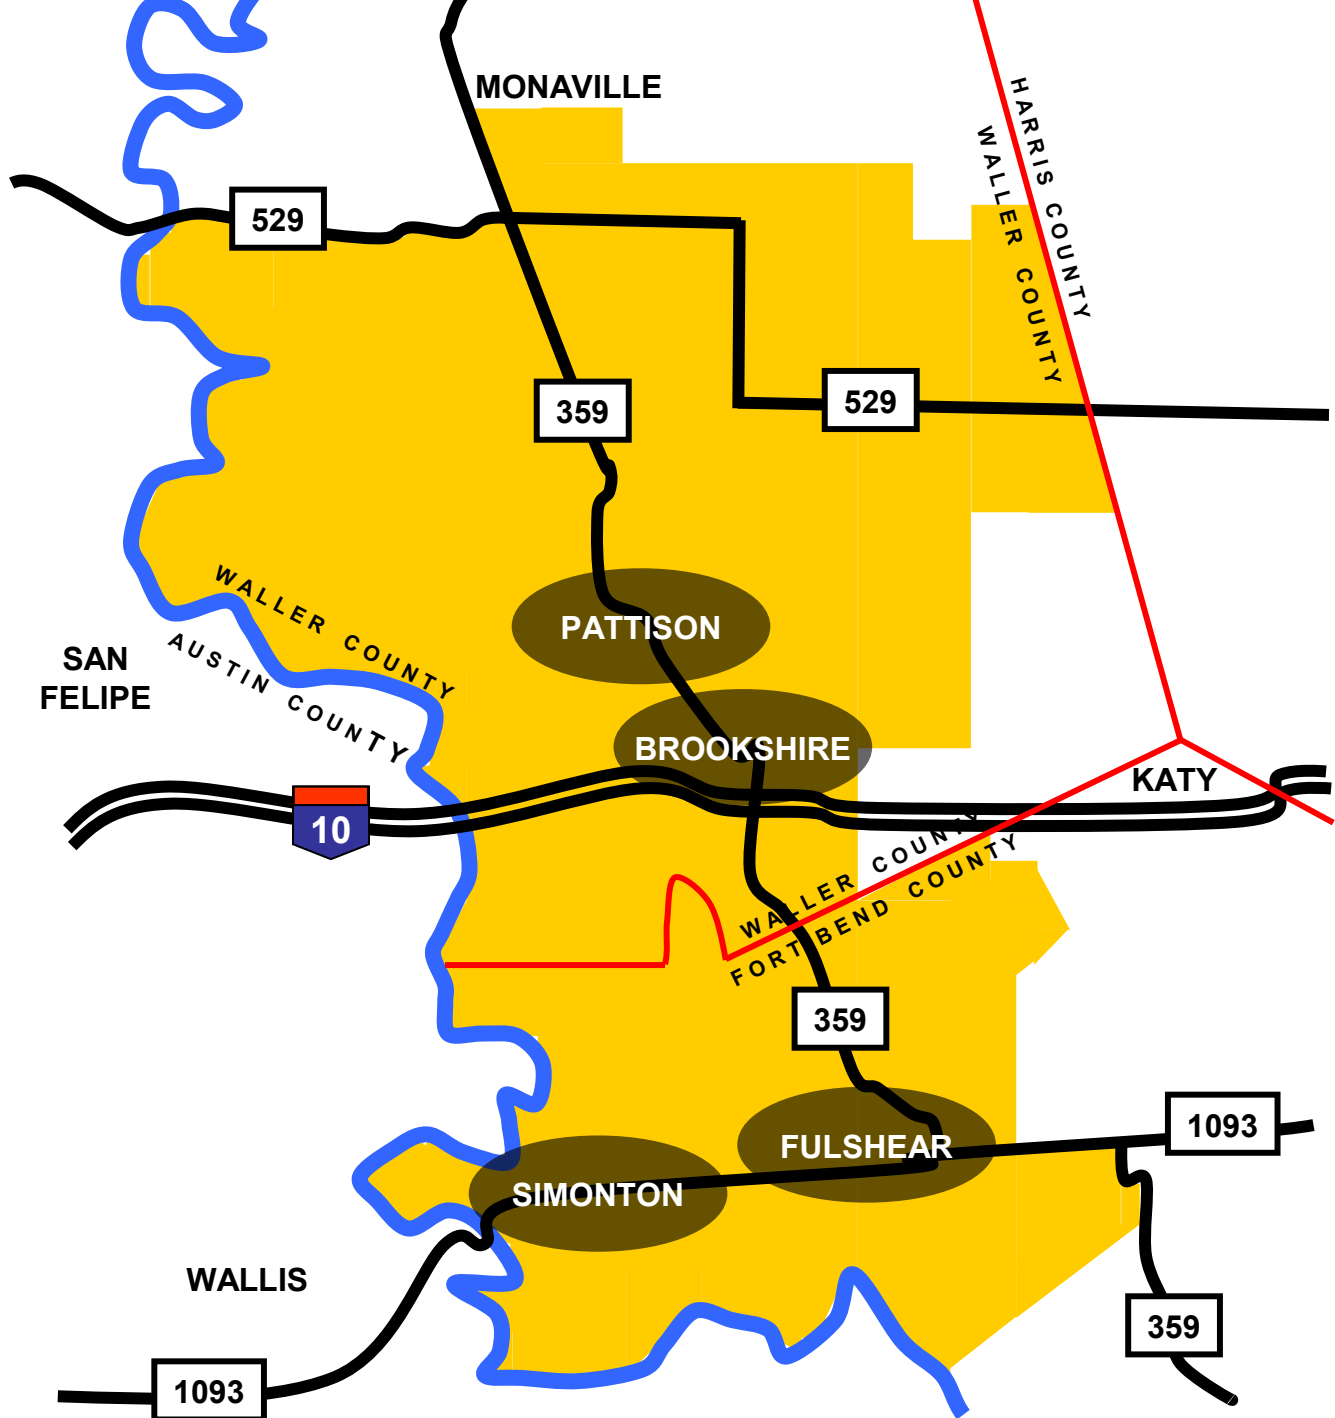 MONAVILLE
HARRIS COUNTY
WALLER COUNTY
529
359
529
WALLER COUNTY
AUSTIN COUNTY
PATTISON
SAN
FELIPE
BROOKSHIRE
KATY
10
WALLER COUNTY
FORT BEND COUNTY
359
1093
FULSHEAR
SIMONTON
WALLIS
359
1093